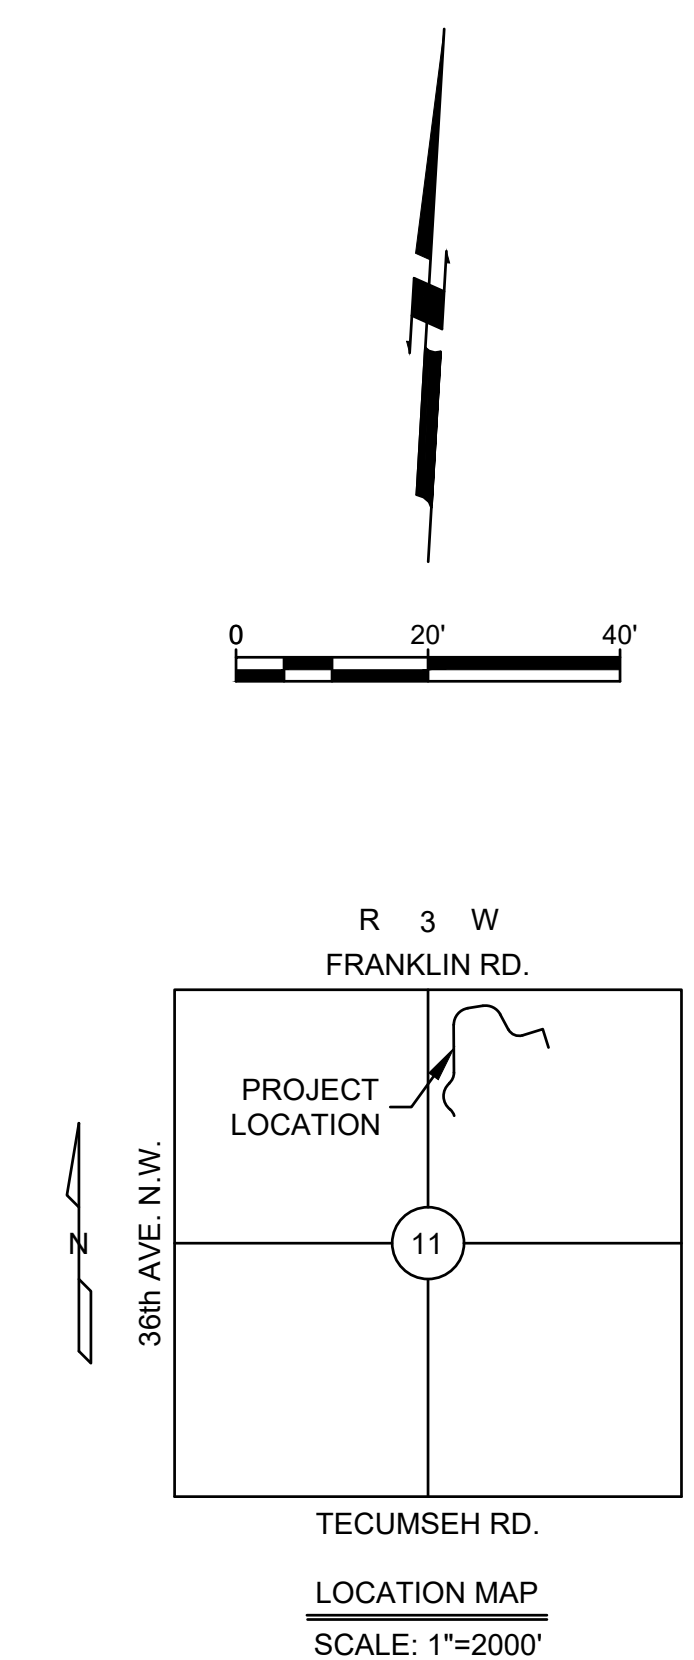 0 20' 40'
R 3 W
FRANKLIN RD.
PROJECT
LOCATION
36th AVE. N.W.
N
11
TECUMSEH RD.
LOCATION MAP
SCALE: 1"=2000'